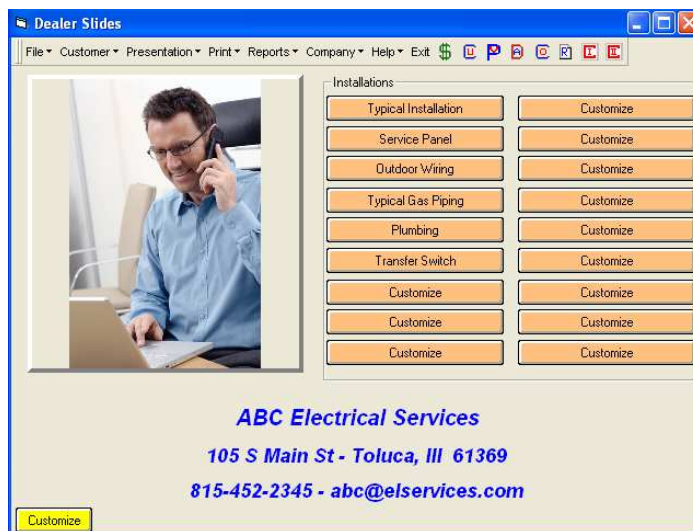 Dealer Slides
File Customer Presentation Print Reports Company Help Exit $ U P A O R I II
Installations
Typical Installation Customize
Service Panel Customize
Outdoor Wiring Customize
Typical Gas Piping Customize
Plumbing Customize
Transfer Switch Customize
Customize Customize
Customize Customize
Customize Customize
ABC Electrical Services
105 S Main St - Toluca, Ill 61369
815-452-2345 - abc@elservices.com
Customize